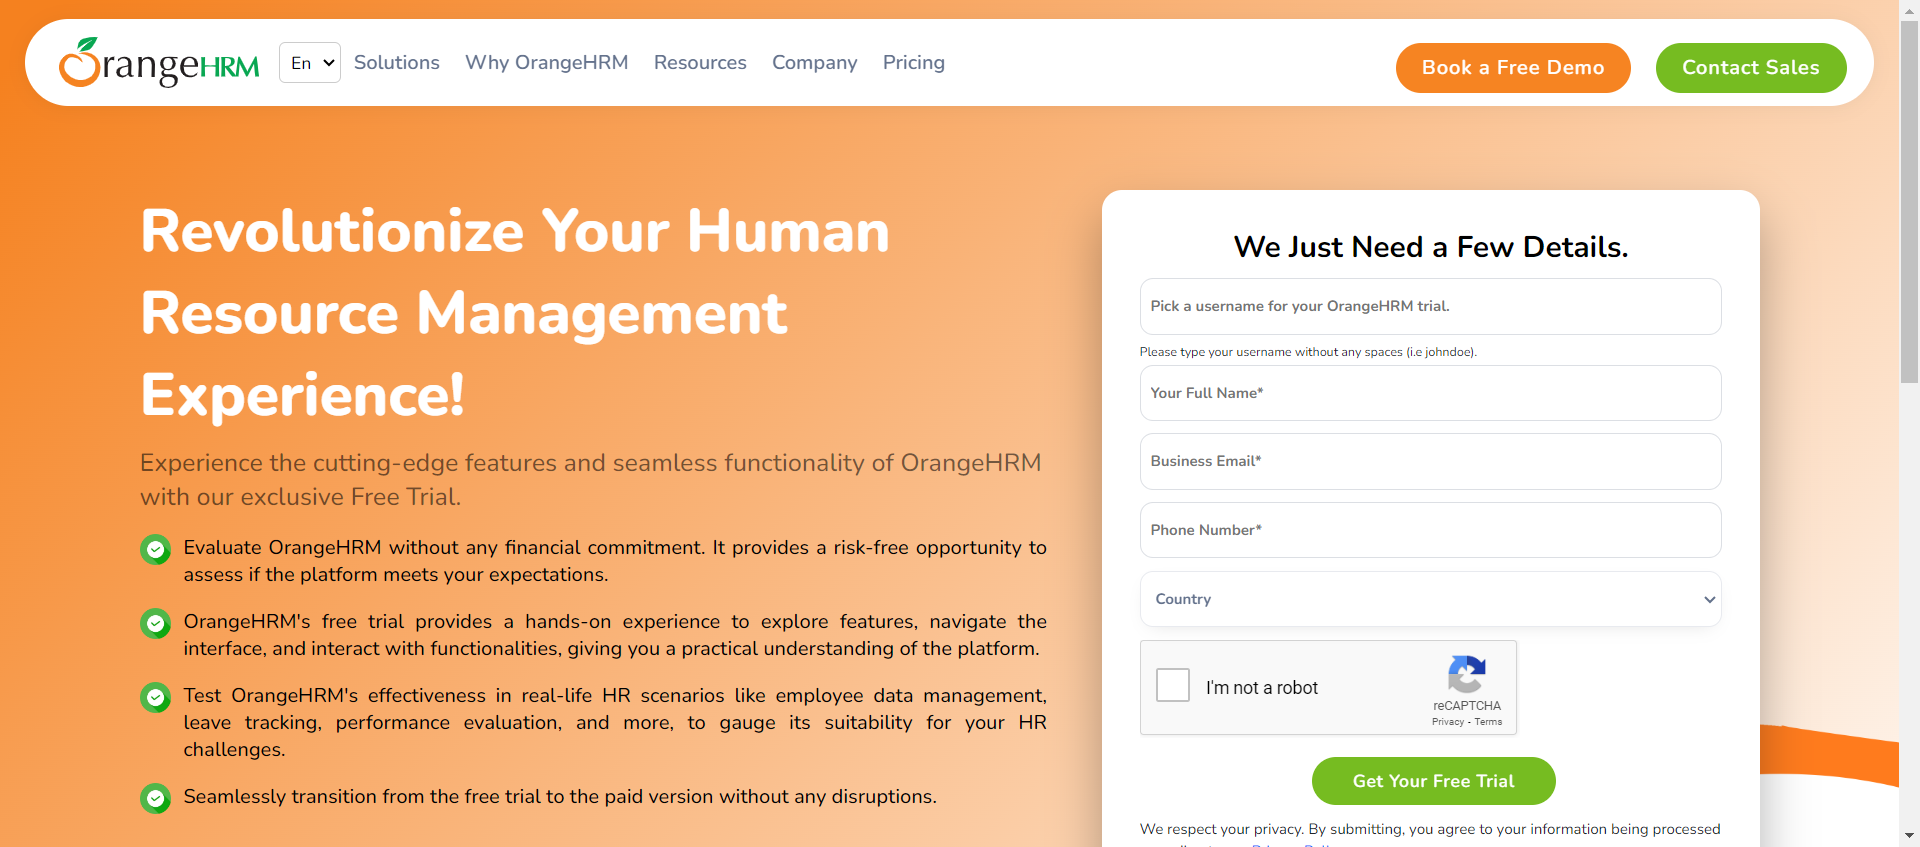 OrangeHRM
En
Solutions
Why OrangeHRM
Resources
Company
Pricing
Book a Free Demo
Contact Sales
Revolutionize Your Human
Resource Management
Experience!
Experience the cutting-edge features and seamless functionality of OrangeHRM
with our exclusive Free Trial.
Evaluate OrangeHRM without any financial commitment. It provides a risk-free opportunity to
assess if the platform meets your expectations.
OrangeHRM's free trial provides a hands-on experience to explore features, navigate the
interface, and interact with functionalities, giving you a practical understanding of the platform.
Test OrangeHRM's effectiveness in real-life HR scenarios like employee data management,
leave tracking, performance evaluation, and more, to gauge its suitability for your HR
challenges.
Seamlessly transition from the free trial to the paid version without any disruptions.
We Just Need a Few Details.
Pick a username for your OrangeHRM trial.
Please type your username without any spaces (i.e johndoe).
Your Full Name*
Business Email*
Phone Number*
Country
I'm not a robot
reCAPTCHA
Privacy - Terms
Get Your Free Trial
We respect your privacy. By submitting, you agree to your information being processed